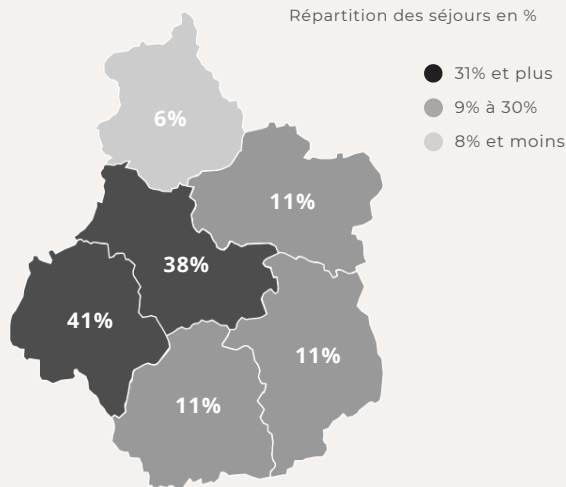 Répartition des séjours en %
31% et plus
9% à 30%
8% et moins
6%
11%
38%
41%
11%
11%